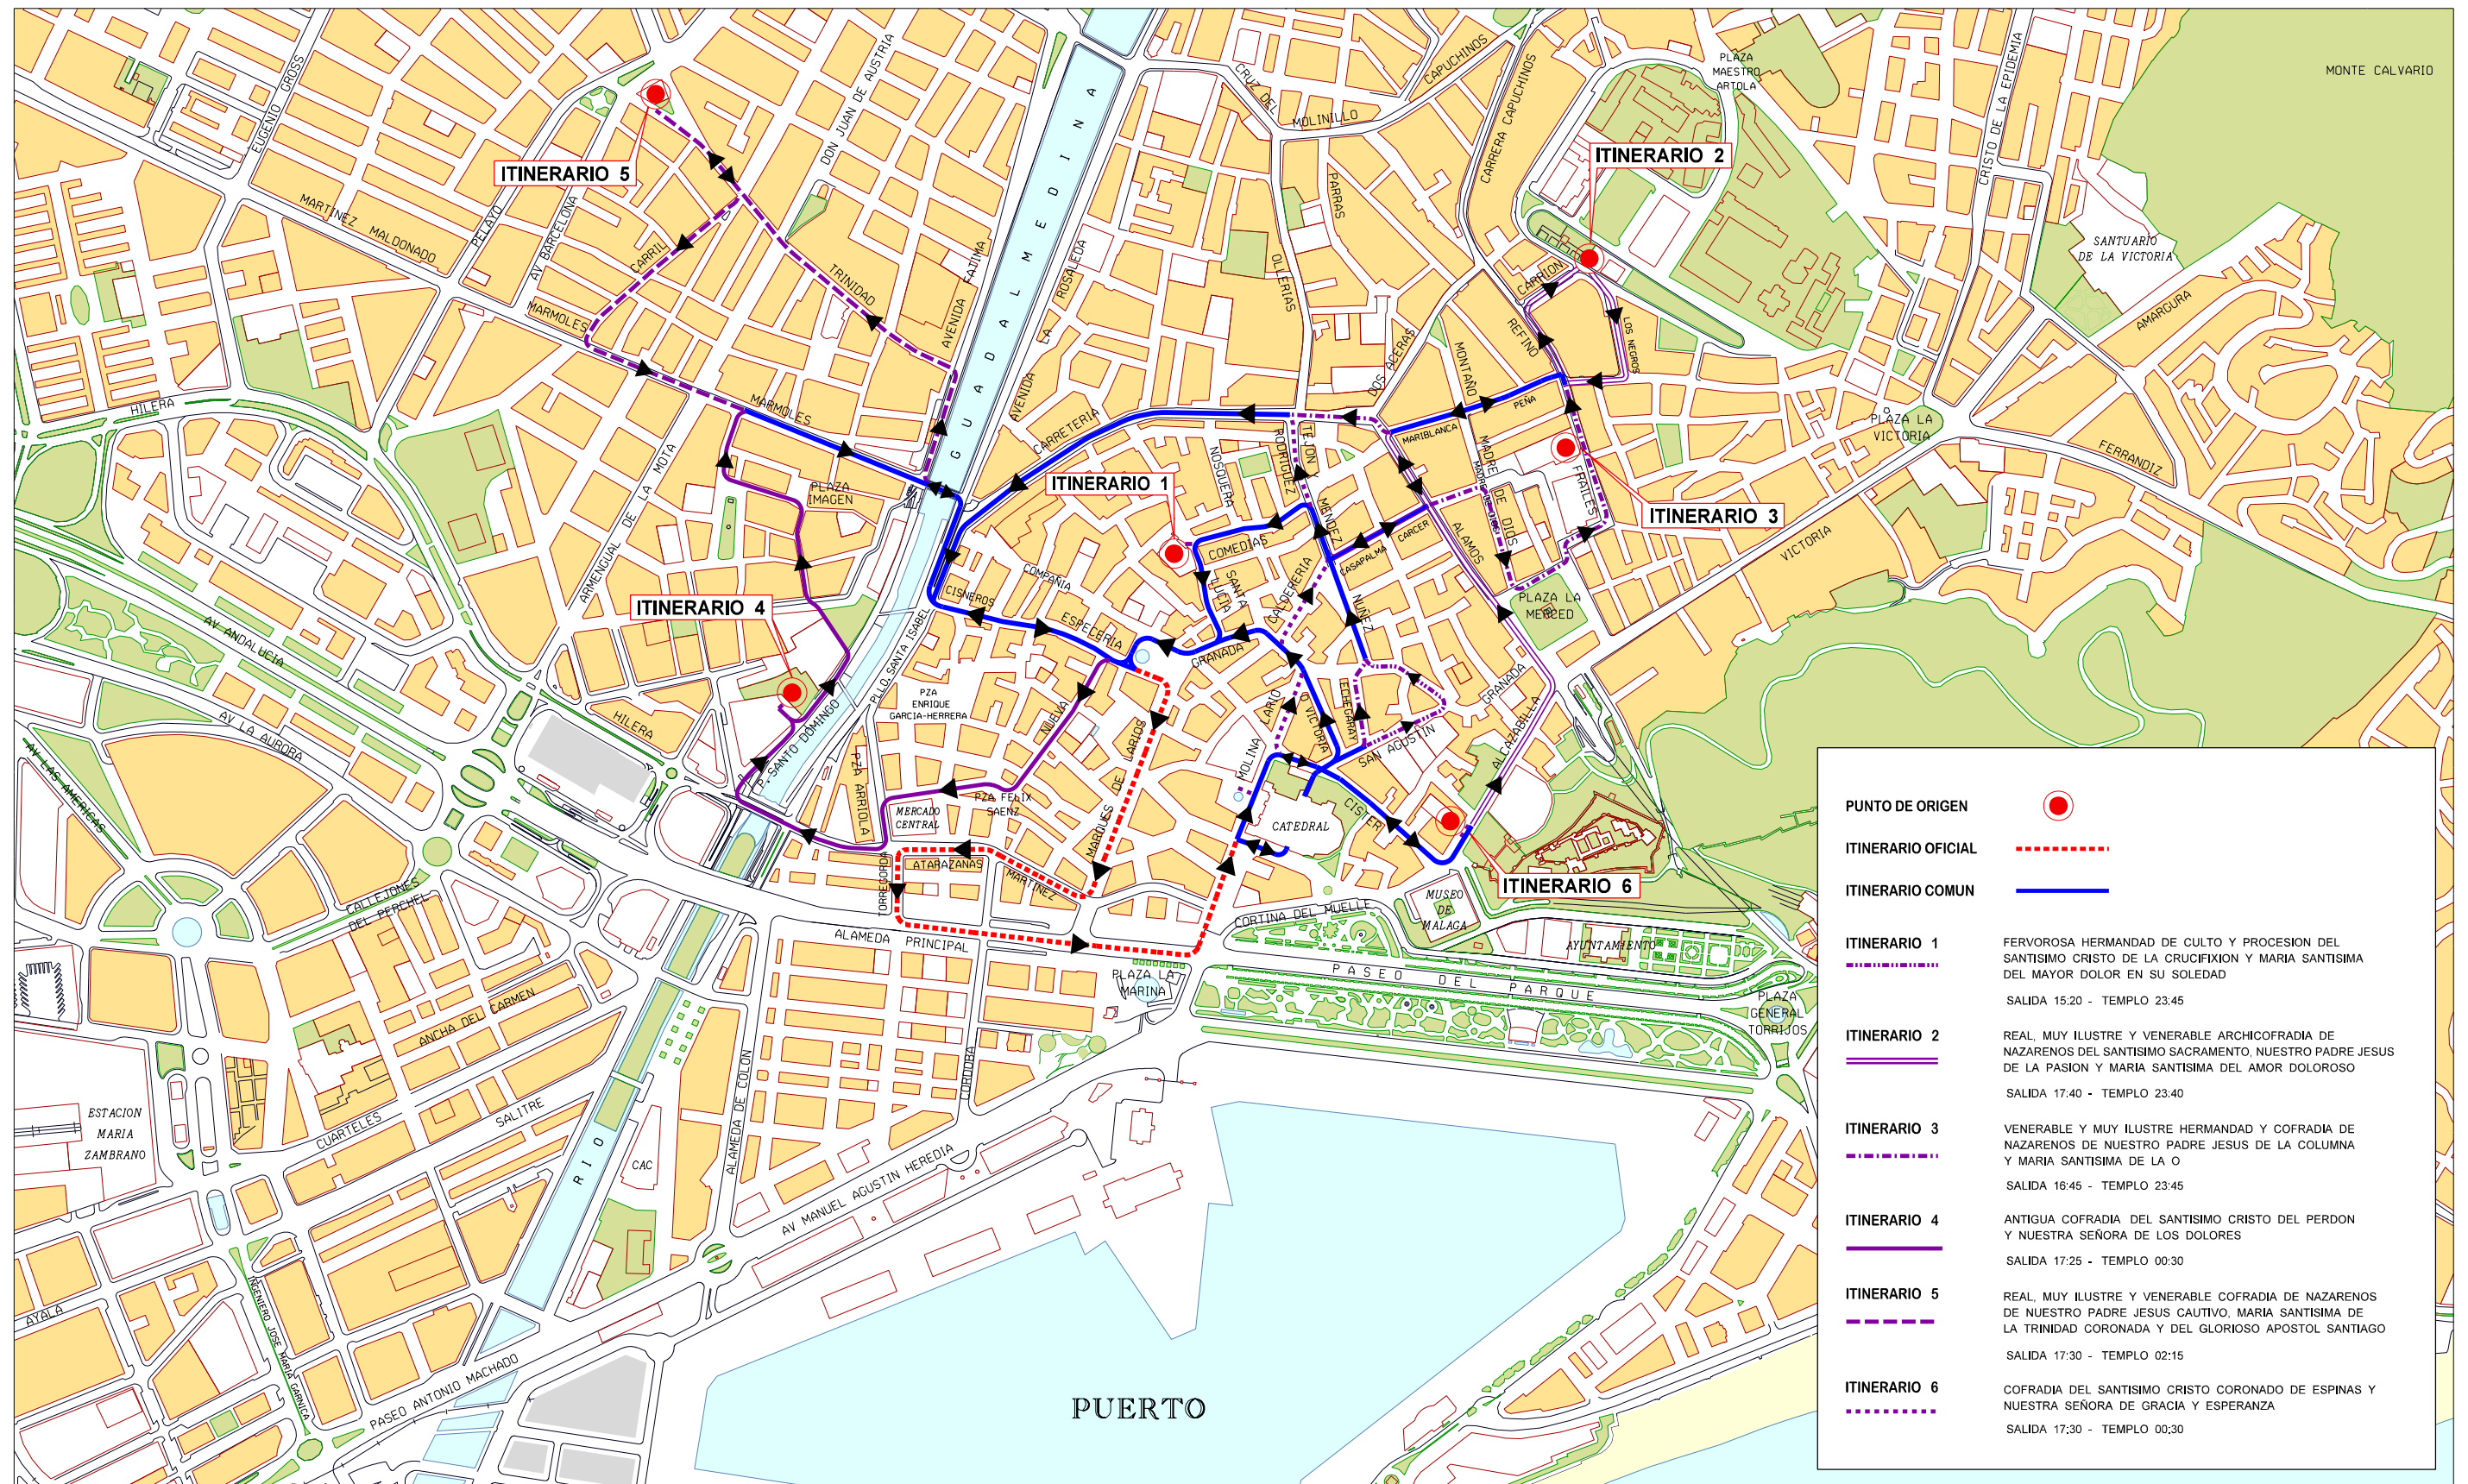 MONTE CALVARIO
PLAZA
MAESTRO
ARTOLA
CRISTO DE LA EPIDEMIA
CAPUCHINOS
CARRERA CAPUCHINOS
CRUZ DEL
MOLINILLO
PARRAS
OLLERIAS
EUGENIO GROSS
DON JUAN DE AUSTRIA
GUADALMEDINA
ITINERARIO 5
ITINERARIO 2
MARTINEZ
MALDONADO
PELAYO
AV BARCELONA
CARRIL
TRINIDAD
AVENIDA FATIMA
AVENIDA LA ROSALEDA
MARMOLES
MARMOLES
HILERA
SANTUARIO
DE LA VICTORIA
AMARGURA
CARRION
REFINO
LOS NEGROS
DOS ACERAS
MONTAÑO
PEÑA
MARIBLANCA
CARRETERIA
PLAZA LA
VICTORIA
FERRANDIZ
VICTORIA
ARMENGUAL DE LA MOTA
PLAZA
IMAGEN
ITINERARIO 1
NOSQUERA
RODRIGUEZ
TEJON Y
MENDEZ
NUÑEZ
MADRE DE DIOS
MADRE DE DIOS
FRAILES
ITINERARIO 3
COMEDIAS
CARCER
CASAPALMA
ALAMOS
COMPAÑIA
CISNEROS
ESPECERIA
SANTA
LUCIA
CALDERERIA
GRANADA
PLAZA LA
MERCED
ITINERARIO 4
PLLO. SANTA ISABEL
PZA
ENRIQUE
GARCIA-HERRERA
NUEVA
MARQUES DE LARIOS
MOLINA LARIO
D VICTORIA
ECHEGARAY
SAN AGUSTIN
GRANADA
ALCAZABILLA
AV ANDALUCIA
AV LA AURORA
AV LAS AMERICAS
HILERA
P. SANTO DOMINGO
PZA ARRIOLA
MERCADO
CENTRAL
PZA FELIX
SAENZ
CATEDRAL
CISTER
ITINERARIO 6
ATARAZANAS
MARTINEZ
TORREGORDA
CALLEJONES
DEL PERCHEL
ALAMEDA PRINCIPAL
CORTINA DEL MUELLE
MUSEO
DE
MALAGA
AYUNTAMIENTO
PASEO DEL PARQUE
PLAZA LA
MARINA
PLAZA
GENERAL
TORRIJOS
ANCHA DEL CARMEN
ALAMEDA DE COLON
CORDOBA
ESTACION
MARIA
ZAMBRANO
CUARTELES
SALITRE
RIO
CAC
AV MANUEL AGUSTIN HEREDIA
AYALA
INGENIERO JOSE MARIA GARNICA
PASEO ANTONIO MACHADO
PUERTO
PUNTO DE ORIGEN
ITINERARIO OFICIAL
ITINERARIO COMUN
ITINERARIO 1
FERVOROSA HERMANDAD DE CULTO Y PROCESION DEL
SANTISIMO CRISTO DE LA CRUCIFIXION Y MARIA SANTISIMA
DEL MAYOR DOLOR EN SU SOLEDAD
SALIDA 15:20 - TEMPLO 23:45
ITINERARIO 2
REAL, MUY ILUSTRE Y VENERABLE ARCHICOFRADIA DE
NAZARENOS DEL SANTISIMO SACRAMENTO, NUESTRO PADRE JESUS
DE LA PASION Y MARIA SANTISIMA DEL AMOR DOLOROSO
SALIDA 17:40 - TEMPLO 23:40
ITINERARIO 3
VENERABLE Y MUY ILUSTRE HERMANDAD Y COFRADIA DE
NAZARENOS DE NUESTRO PADRE JESUS DE LA COLUMNA
Y MARIA SANTISIMA DE LA O
SALIDA 16:45 - TEMPLO 23:45
ITINERARIO 4
ANTIGUA COFRADIA DEL SANTISIMO CRISTO DEL PERDON
Y NUESTRA SEÑORA DE LOS DOLORES
SALIDA 17:25 - TEMPLO 00:30
ITINERARIO 5
REAL, MUY ILUSTRE Y VENERABLE COFRADIA DE NAZARENOS
DE NUESTRO PADRE JESUS CAUTIVO, MARIA SANTISIMA DE
LA TRINIDAD CORONADA Y DEL GLORIOSO APOSTOL SANTIAGO
SALIDA 17:30 - TEMPLO 02:15
ITINERARIO 6
COFRADIA DEL SANTISIMO CRISTO CORONADO DE ESPINAS Y
NUESTRA SEÑORA DE GRACIA Y ESPERANZA
SALIDA 17:30 - TEMPLO 00:30